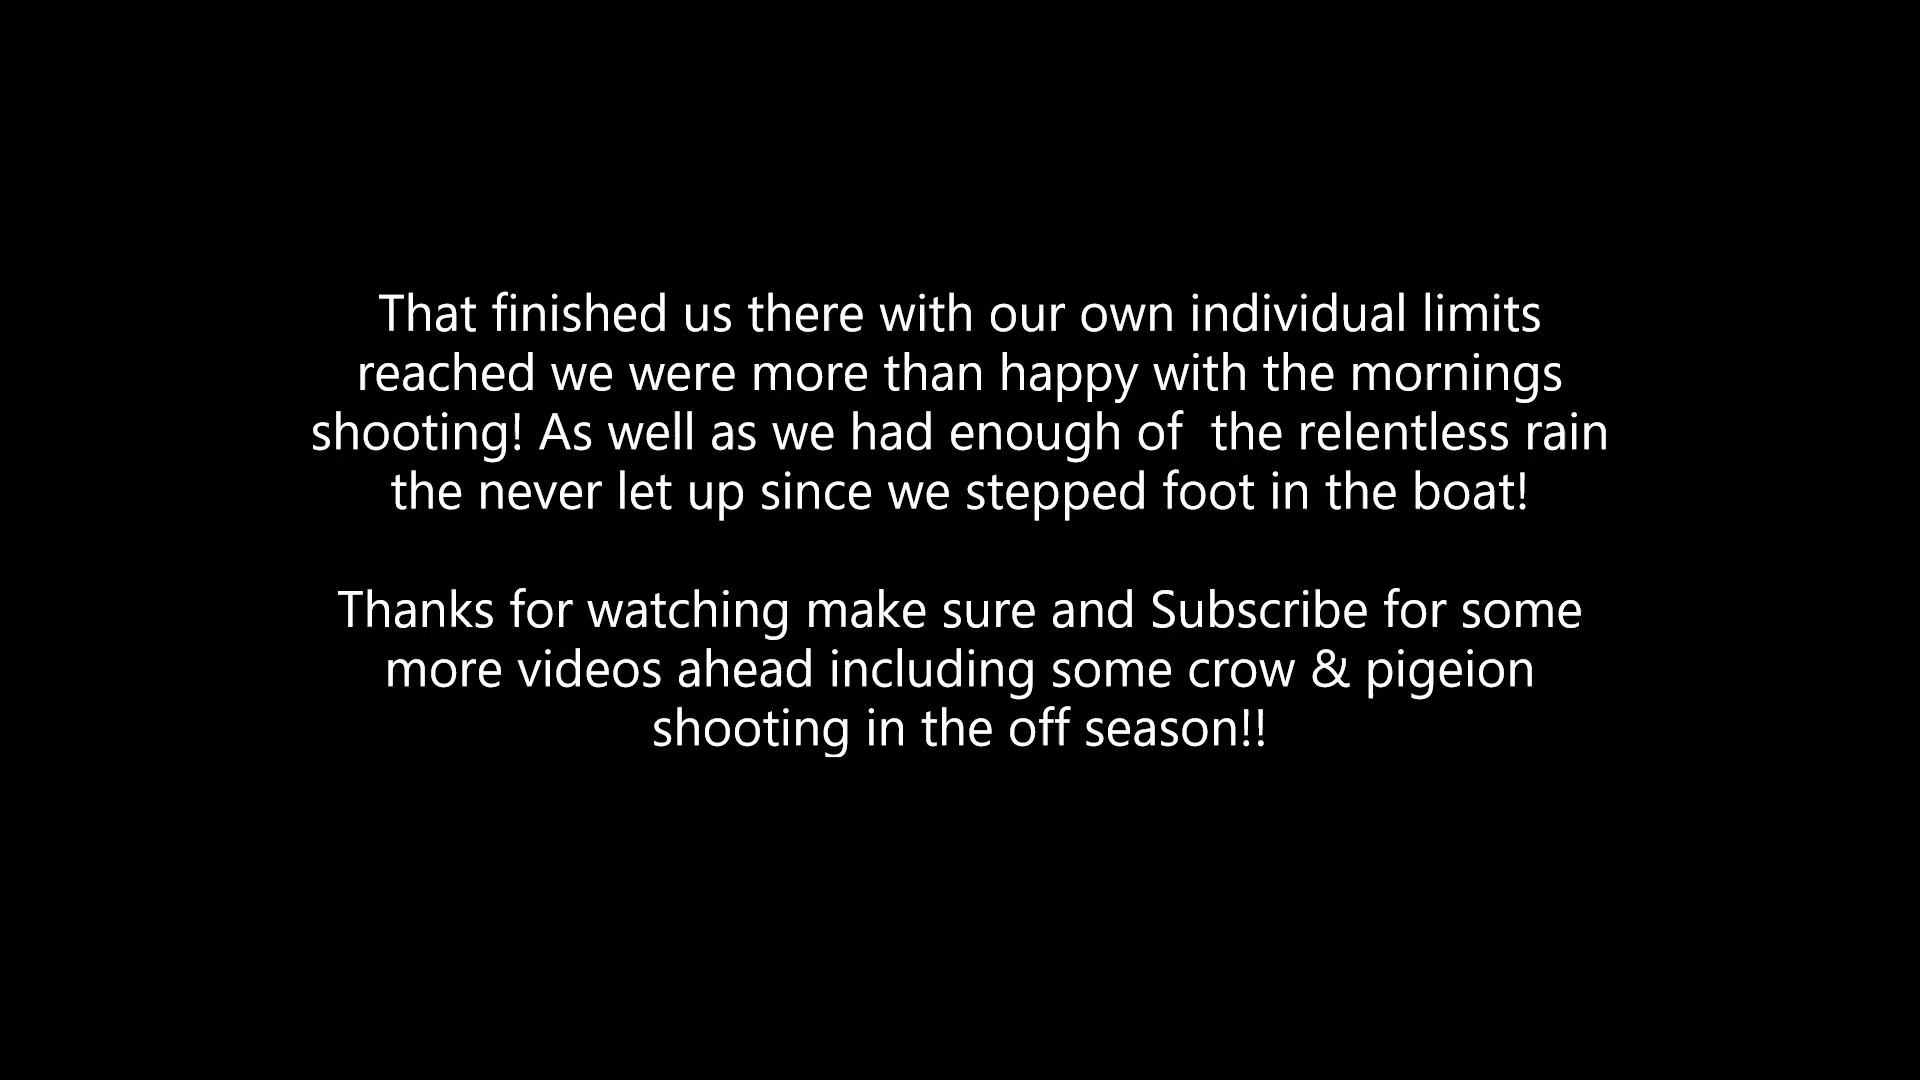 That finished us there with our own individual limits
reached we were more than happy with the mornings
shooting! As well as we had enough of  the relentless rain
the never let up since we stepped foot in the boat!
Thanks for watching make sure and Subscribe for some
more videos ahead including some crow & pigeion
shooting in the off season!!